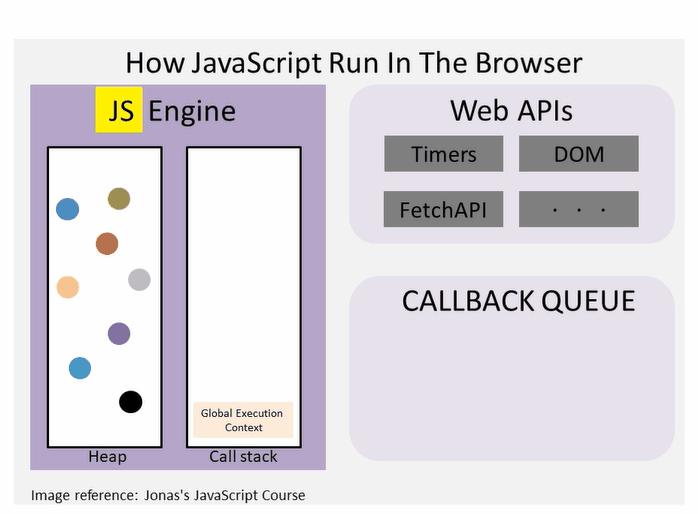 How JavaScript Run In The Browser
JS Engine
Heap
Global Execution
Context
Call stack
Web APIs
Timers
DOM
FetchAPI
· · ·
CALLBACK QUEUE
Image reference: Jonas's JavaScript Course